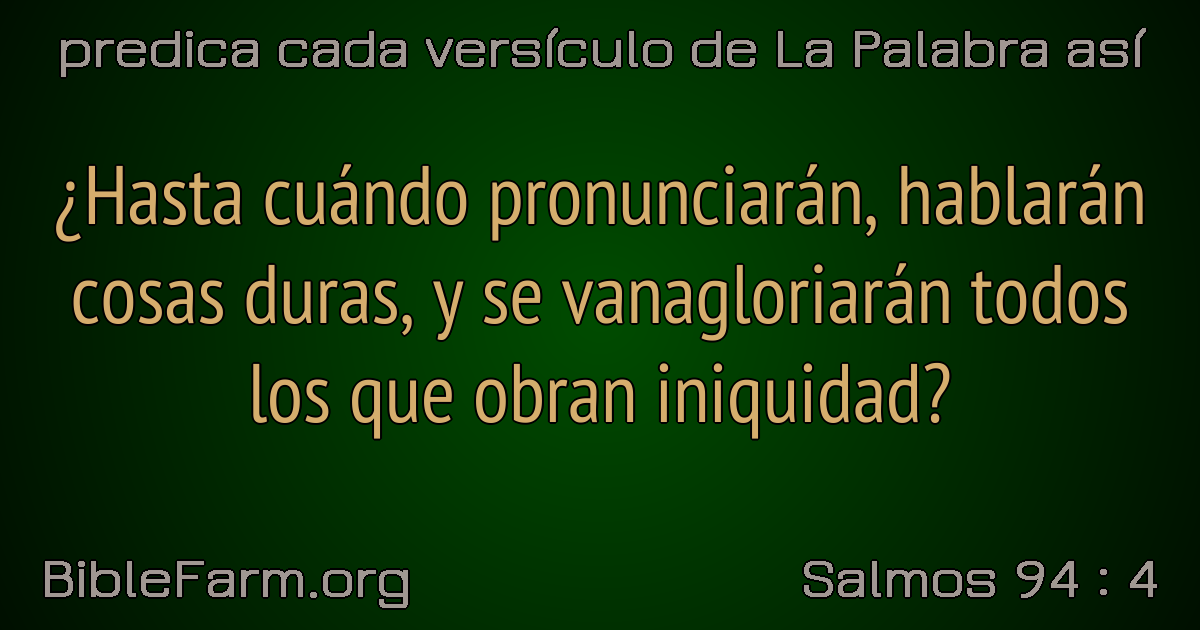 predica cada versículo de La Palabra así
¿Hasta cuándo pronunciarán, hablarán
cosas duras, y se vanagloriarán todos
los que obran iniquidad?
BibleFarm.org
Salmos 94 : 4